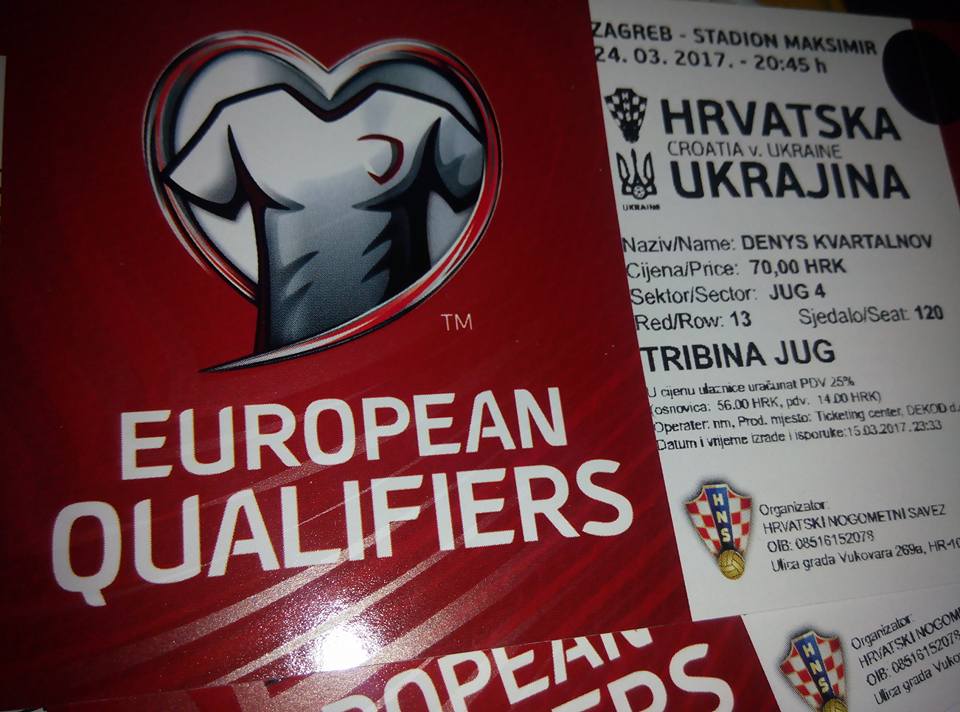 TM
EUROPEAN
QUALIFIERS
ZAGREB - STADION MAKSIMIR
24. 03. 2017. - 20:45 h
HRVATSKA
CROATIA v. UKRAINE
UKRAJINA
UKRAINE
Naziv/Name: DENYS KVARTALNOV
Cijena/Price: 70,00 HRK
Sektor/Sector: JUG 4
Red/Row: 13 Sjedalo/Seat: 120
TRIBINA JUG
U cijenu ulaznice uračunat PDV 25%
(osnovica: 56.00 HRK, pdv: 14.00 HRK)
Operater: nm, Prod. mjesto: Ticketing center, DEKOD d.
Datum i vrijeme izrade i isporuke:15.03.2017. 23:33
HNS
Organizator:
HRVATSKI NOGOMETNI SAVEZ
OIB: 08516152078
Ulica grada Vukovara 269a, HR-10
EUROPEAN
ERS
HNS
Organizator:
HRVATSKI NOGOM
OIB: 08516152078
Ulica grada Vuko